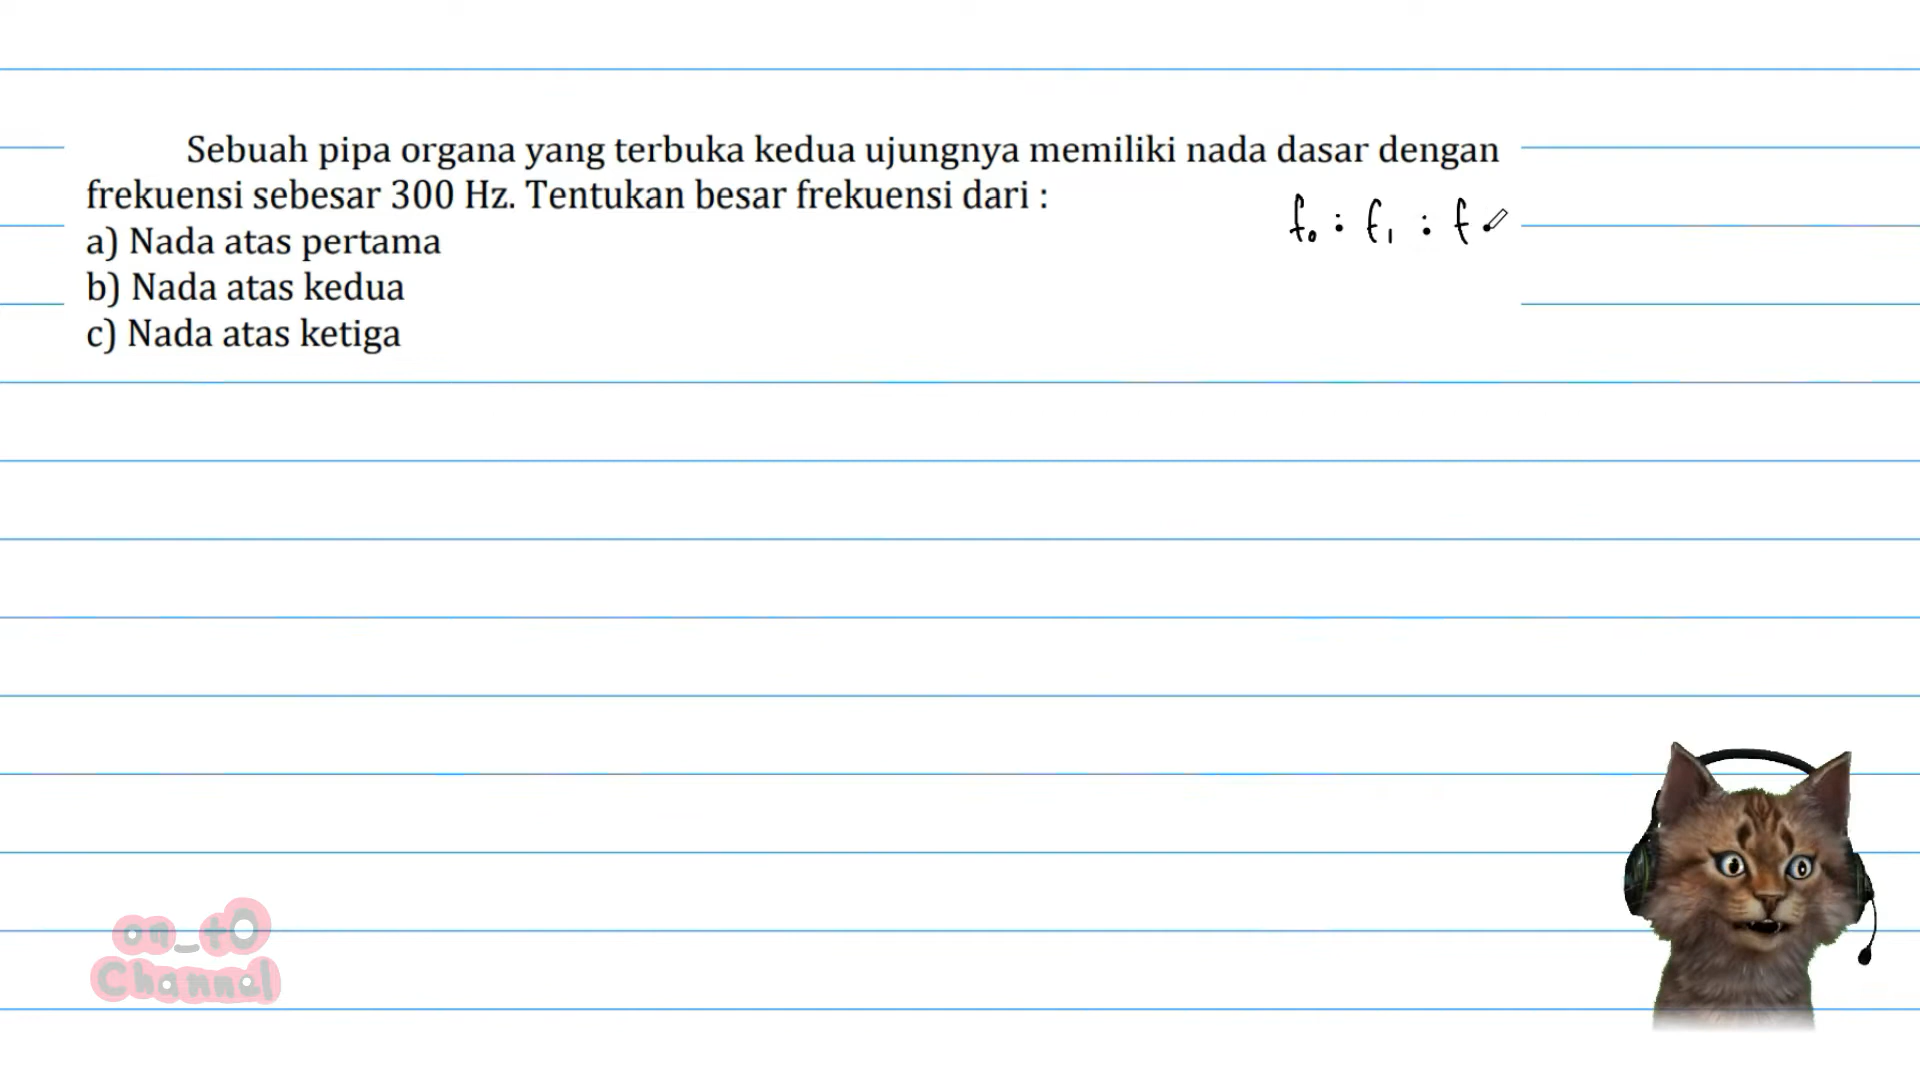 Sebuah pipa organa yang terbuka kedua ujungnya memiliki nada dasar dengan
frekuensi sebesar 300 Hz. Tentukan besar frekuensi dari :
f₀ : f₁ : f
a) Nada atas pertama
b) Nada atas kedua
c) Nada atas ketiga
on_tO
Channel